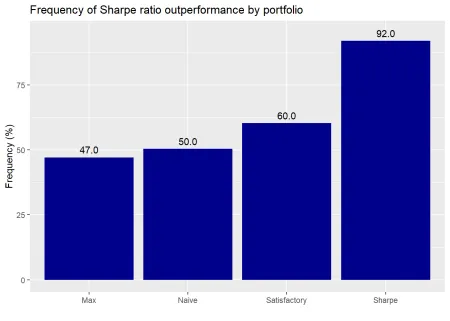 Frequency of Sharpe ratio outperformance by portfolio
Frequency (%)
75
50
25
0
47.0
50.0
60.0
92.0
Max
Naive
Satisfactory
Sharpe